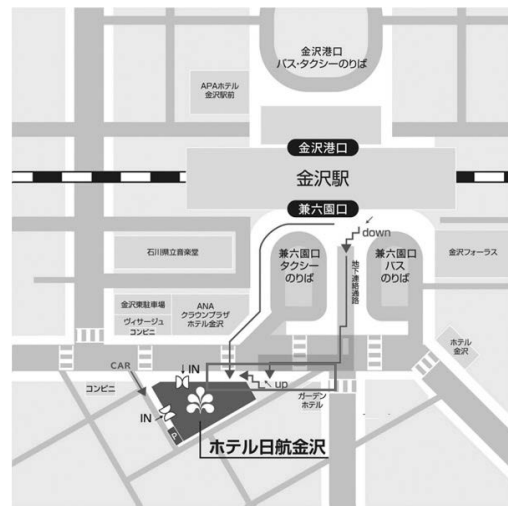 金沢港口
バス・タクシーのりば
APAホテル
金沢駅前
金沢港口
金沢駅
兼六園口
down
石川県立音楽堂
兼六園口
タクシー
のりば
地下連絡通路
兼六園口
バス
のりば
金沢フォーラス
金沢東駐車場
ヴィサージュ
コンビニ
ANA
クラウンプラザ
ホテル金沢
ホテル
金沢
CAR
IN
UP
コンビニ
ガーデン
ホテル
IN
P
ホテル日航金沢